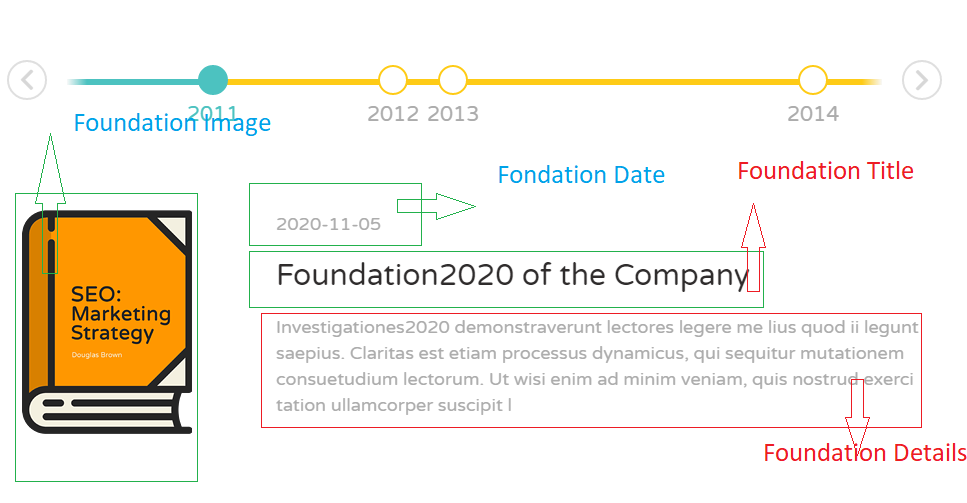 2011 2012 2013 2014
Foundation Image
Fondation Date
Foundation Title
2020-11-05
Foundation2020 of the Company
SEO:
Marketing
Strategy
Douglas Brown
Investigationes2020 demonstraverunt lectores legere me lius quod ii legunt
saepius. Claritas est etiam processus dynamicus, qui sequitur mutationem
consuetudium lectorum. Ut wisi enim ad minim veniam, quis nostrud exerci
tation ullamcorper suscipit l
Foundation Details